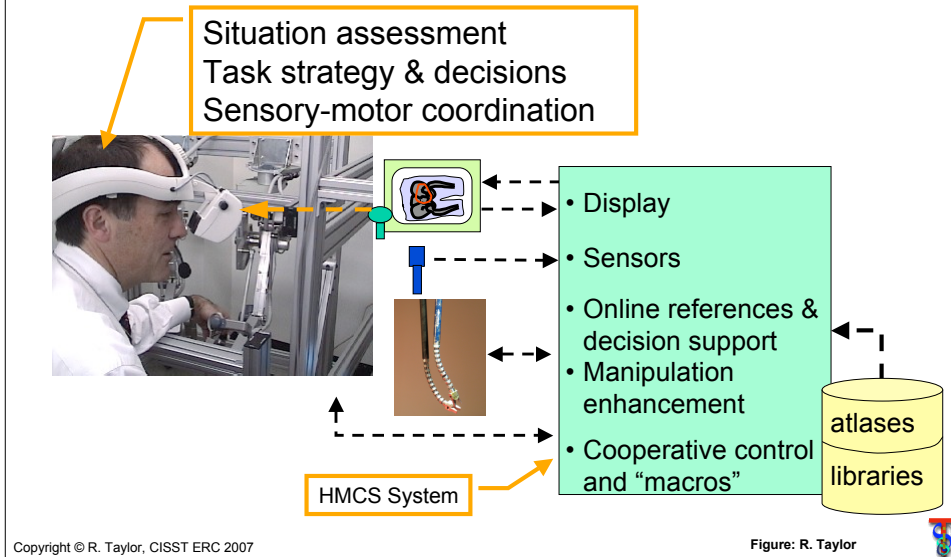 Situation assessment
Task strategy & decisions
Sensory-motor coordination
• Display
• Sensors
• Online references &
decision support
• Manipulation
enhancement
• Cooperative control
and “macros”
atlases
libraries
HMCS System
Copyright © R. Taylor, CISST ERC 2007
Figure: R. Taylor